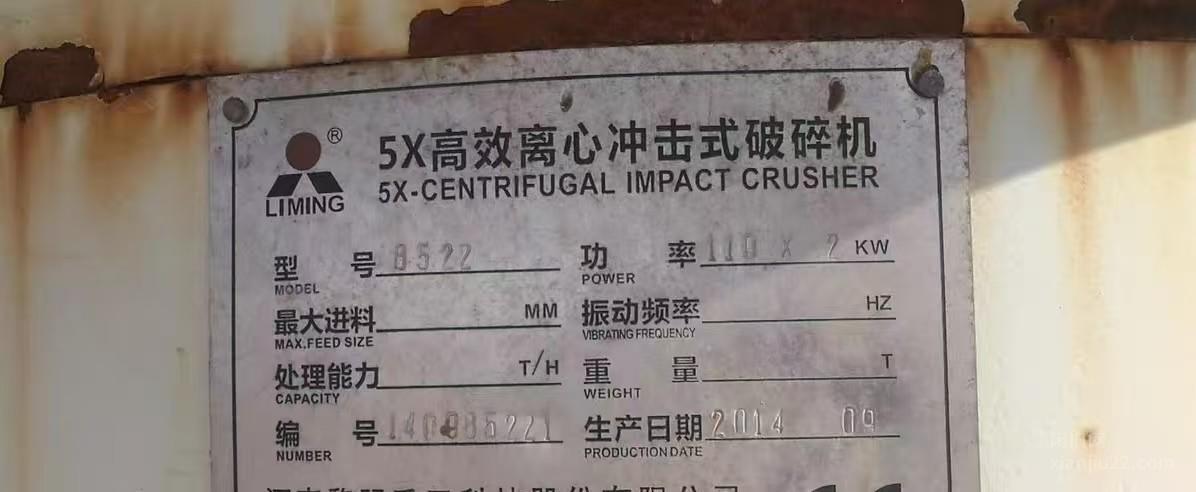 ®
LIMING
5X高效离心冲击式破碎机
5X-CENTRIFUGAL IMPACT CRUSHER
型 号 8522 功 率 110 X 2 KW
MODEL POWER
最大进料 MM 振动频率 HZ
MAX.FEED SIZE VIBRATING FREQUENCY
处理能力 T/H 重 量 T
CAPACITY WEIGHT
编 号 生产日期 2014 09
NUMBER PRODUCTION DATE
xianjiu22.com